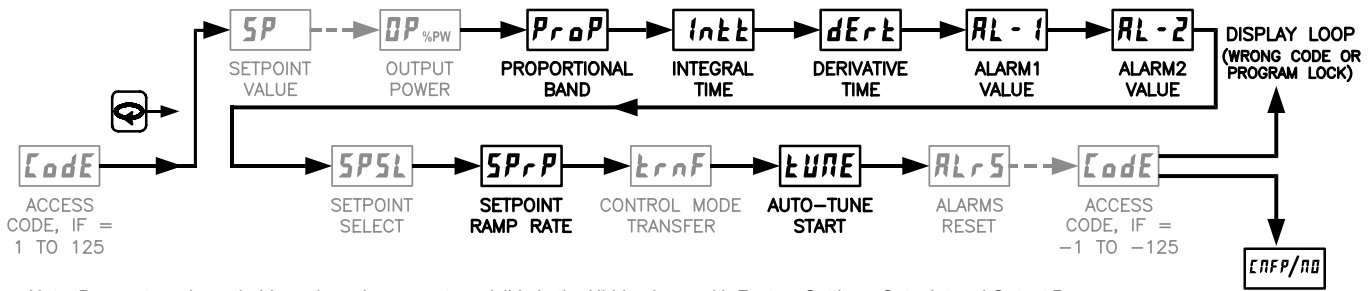 SP
OP %PW
ProP
Intt
dErt
AL-1
AL-2
DISPLAY LOOP
(WRONG CODE OR
PROGRAM LOCK)
SETPOINT
VALUE
OUTPUT
POWER
PROPORTIONAL
BAND
INTEGRAL
TIME
DERIVATIVE
TIME
ALARM1
VALUE
ALARM2
VALUE
CodE
SPSL
SPrP
trnF
tUNE
ALrS
CodE
ACCESS
CODE, IF =
1 TO 125
SETPOINT
SELECT
SETPOINT
RAMP RATE
CONTROL MODE
TRANSFER
AUTO-TUNE
START
ALARMS
RESET
ACCESS
CODE, IF =
-1 TO -125
CNFP/NO